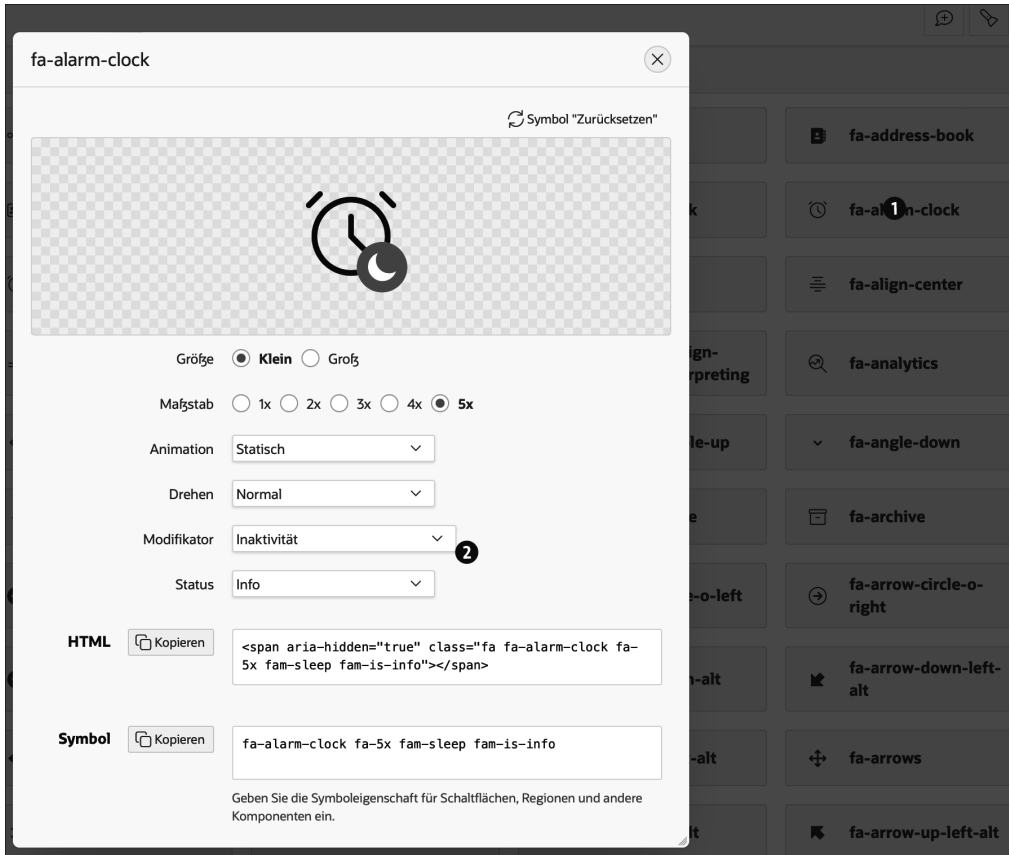 fa-alarm-clock
Symbol "Zurücksetzen"
Größe Klein Groß
Maßstab 1x 2x 3x 4x 5x
Animation Statisch
Drehen Normal
Modifikator Inaktivität
2
Status Info
HTML Kopieren <span aria-hidden="true" class="fa fa-alarm-clock fa-
5x fam-sleep fam-is-info"></span>
Symbol Kopieren fa-alarm-clock fa-5x fam-sleep fam-is-info
Geben Sie die Symboleigenschaft für Schaltflächen, Regionen und andere
Komponenten ein.
fa-address-book
k
fa-al 1 n-clock
fa-align-center
ign-
rpreting
fa-analytics
le-up
fa-angle-down
e
fa-archive
e-o-left
fa-arrow-circle-o-
right
n-alt
fa-arrow-down-left-
alt
-alt
fa-arrows
lt
fa-arrow-up-left-alt